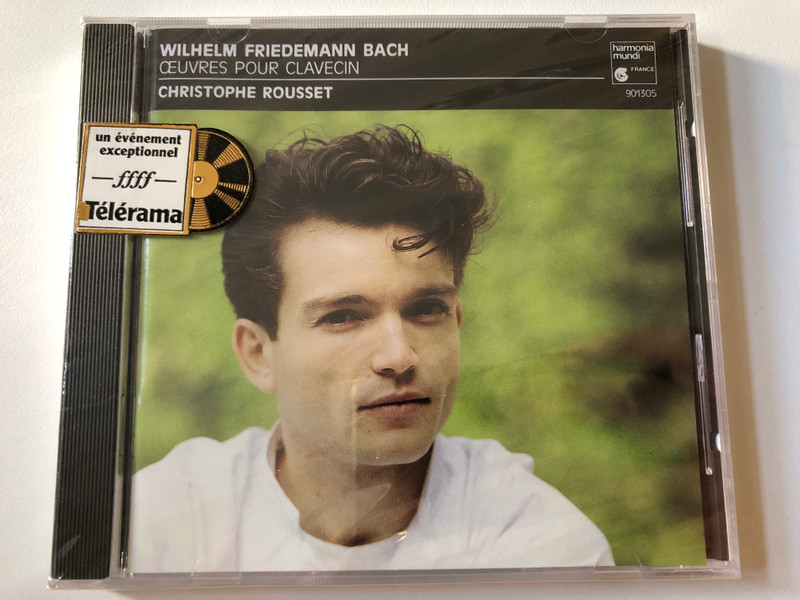 WILHELM FRIEDEMANN BACH
ŒUVRES POUR CLAVECIN
CHRISTOPHE ROUSSET
harmonia
mundi
FRANCE
901305
un événement
exceptionnel
ffff
Télérama